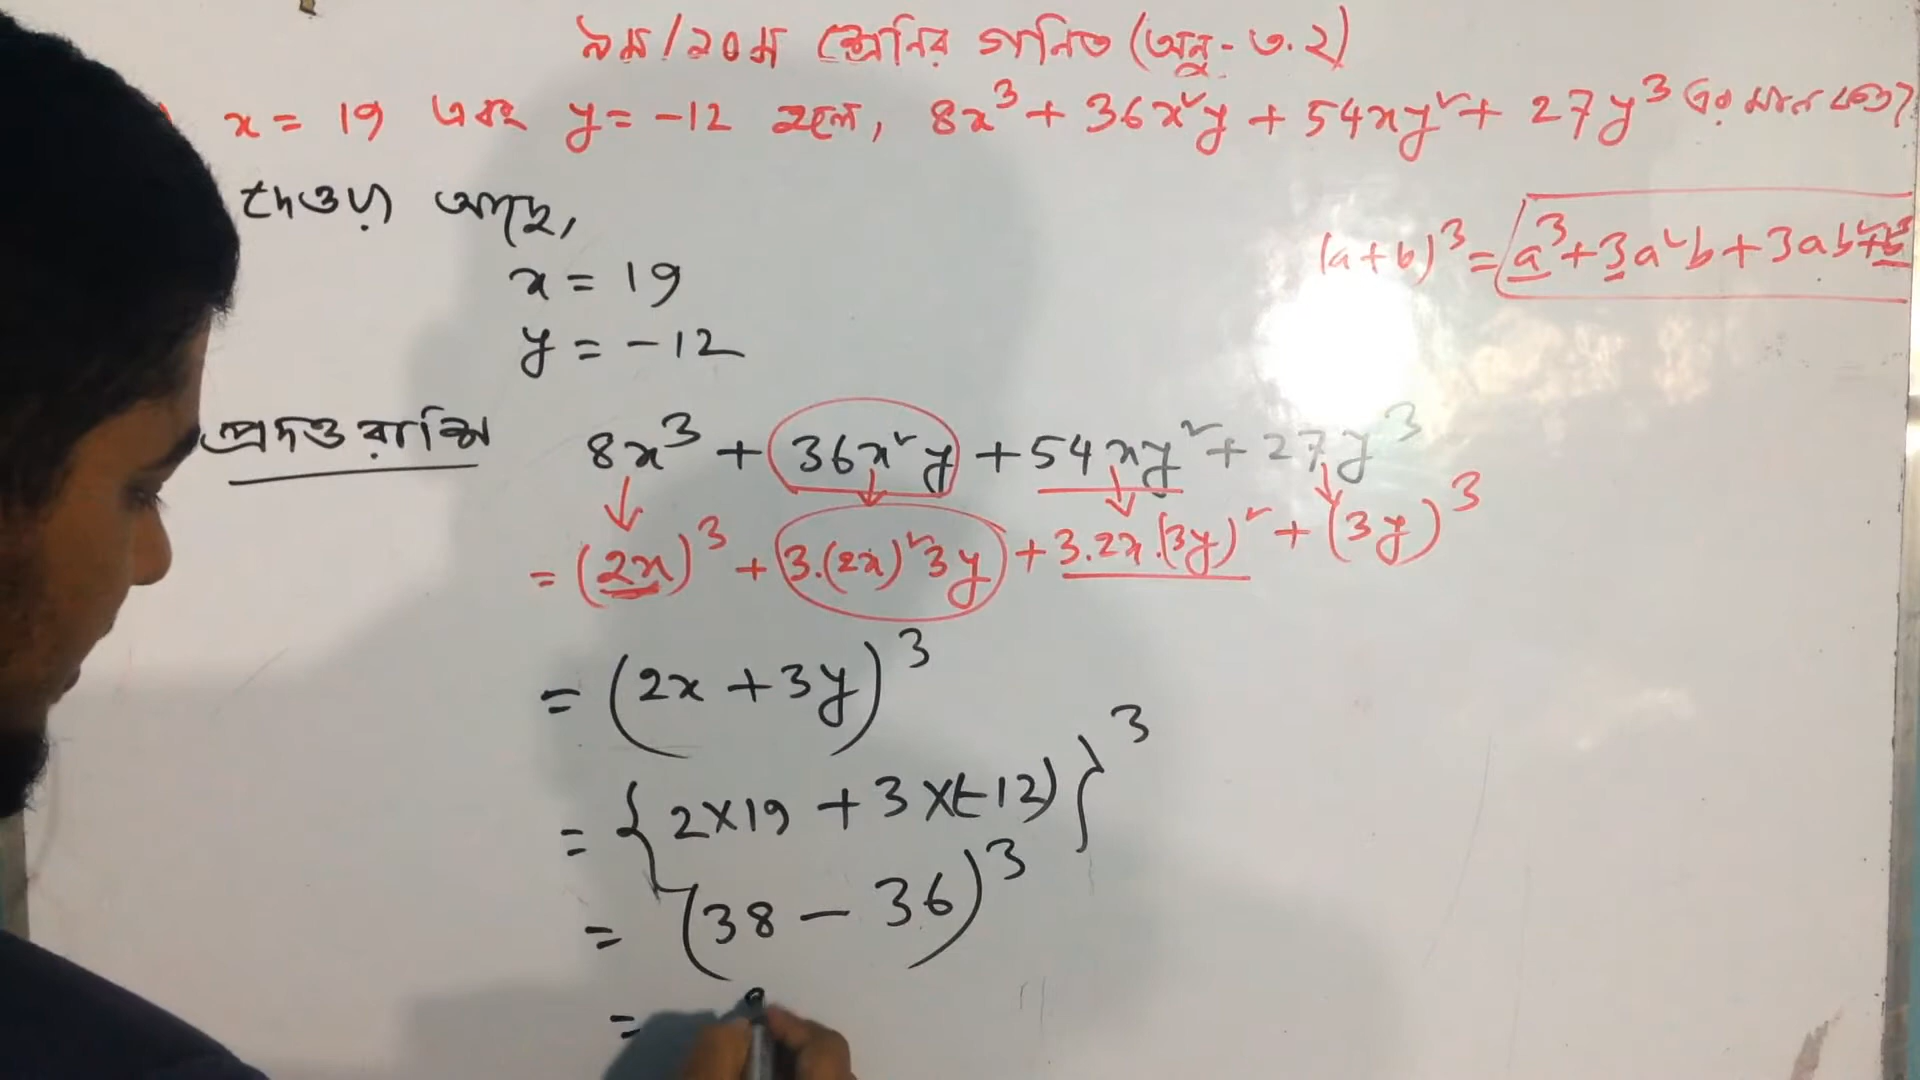 ৯ম/১০ম শ্রেনির গনিত (অনু- ৩.২)
x = 19 এবং y = -12 হলে, 8x³ + 36x²y + 54xy² + 27y³ এর মান কত?
দেওয়া আছে,
(a+b)³ = a³ + 3a²b + 3ab² + b³
x = 19
y = -12
প্রদত্ত রাশি 8x³ + 36x²y + 54xy² + 27y³
= (2x)³ + 3.(2x)²3y + 3.2x.(3y)² + (3y)³
= (2x + 3y)³
= {2×19 + 3×(-12)}³
= (38 - 36)³
=